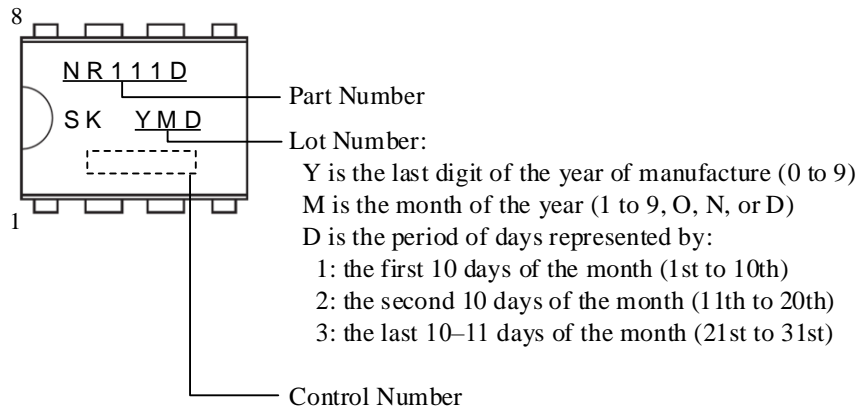 8
NR111D
Part Number
SK YMD
Lot Number:
Y is the last digit of the year of manufacture (0 to 9)
M is the month of the year (1 to 9, O, N, or D)
1
D is the period of days represented by:
1: the first 10 days of the month (1st to 10th)
2: the second 10 days of the month (11th to 20th)
3: the last 10–11 days of the month (21st to 31st)
Control Number